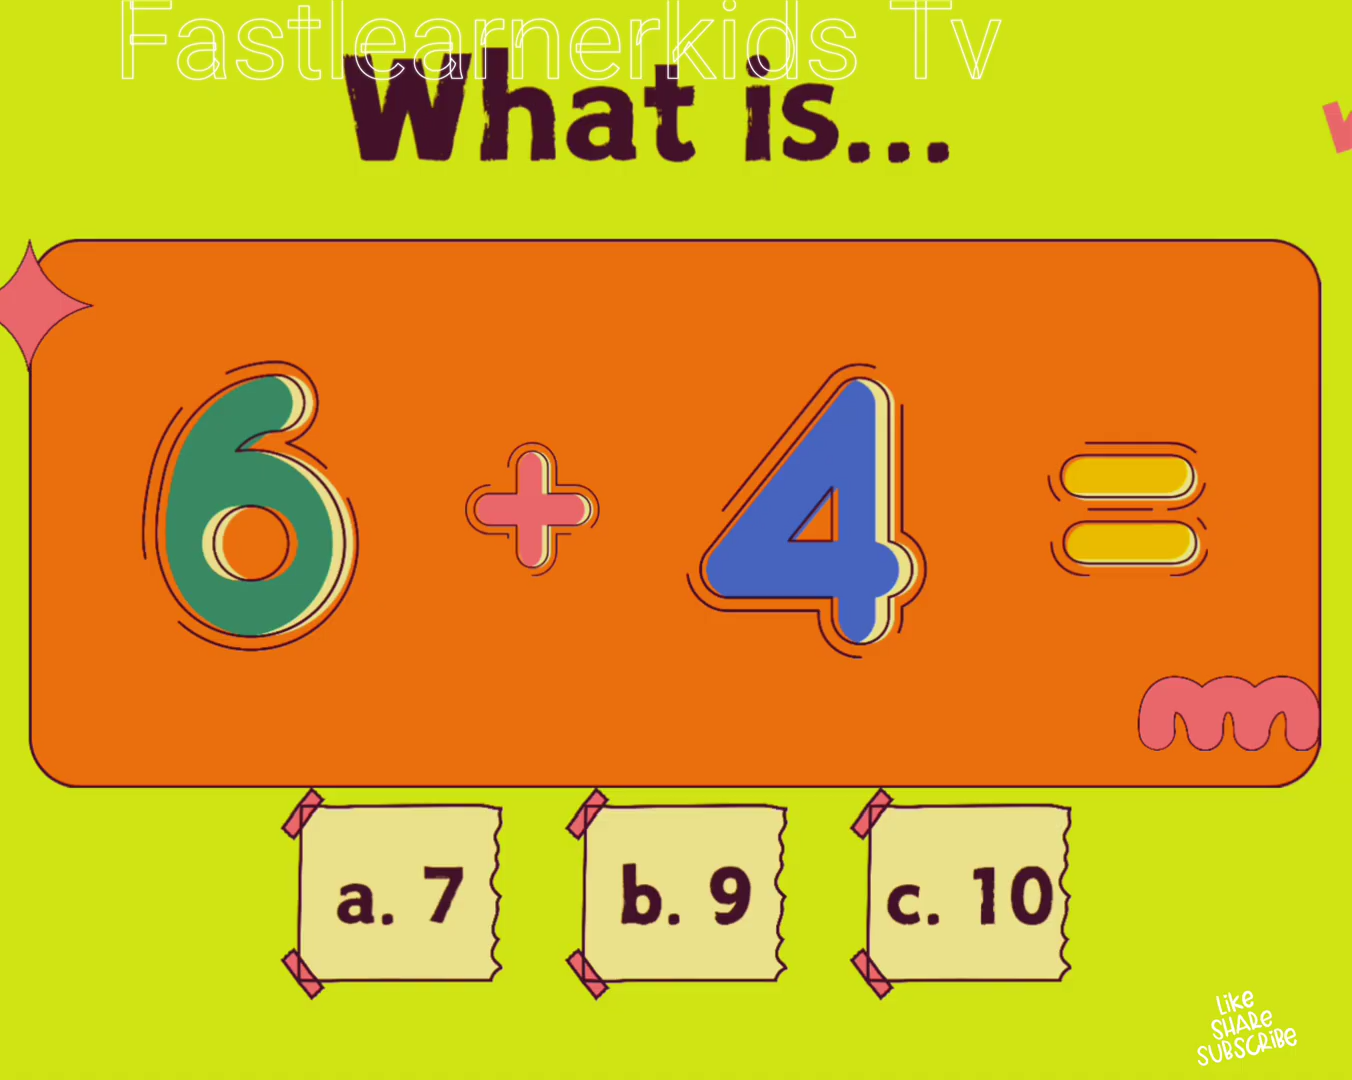 Fastlearnerkids Tv
What is...
6 + 4 =
a. 7
b. 9
c. 10
LIKE
SHARE
SUBSCRIBE